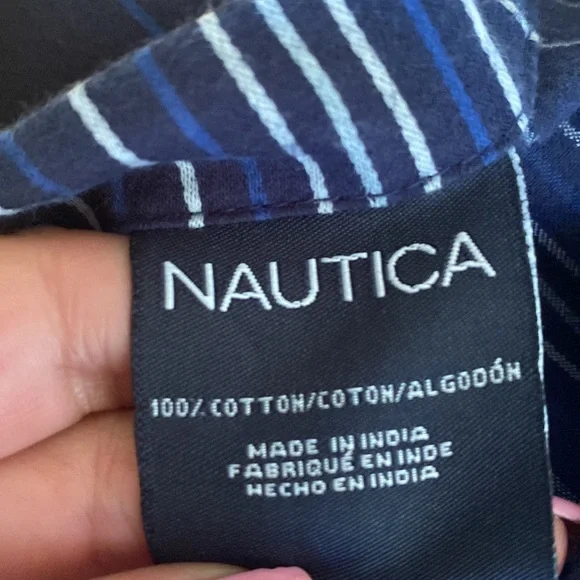 NAUTICA
100% COTTON/COTON/ALGODÓN
MADE IN INDIA
FABRIQUÉ EN INDE
HECHO EN INDIA